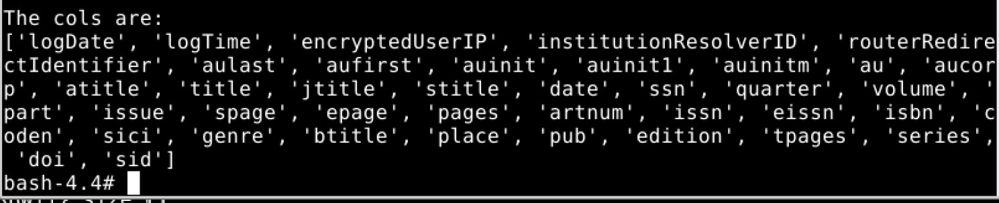 The cols are:
['logDate', 'logTime', 'encryptedUserIP', 'institutionResolverID', 'routerRedire
ctIdentifier', 'aulast', 'aufirst', 'auinit', 'auinit1', 'auinitm', 'au', 'aucor
p', 'atitle', 'title', 'jtitle', 'stitle', 'date', 'ssn', 'quarter', 'volume', '
part', 'issue', 'spage', 'epage', 'pages', 'artnum', 'issn', 'eissn', 'isbn', 'c
oden', 'sici', 'genre', 'btitle', 'place', 'pub', 'edition', 'tpages', 'series',
 'doi', 'sid']
bash-4.4#